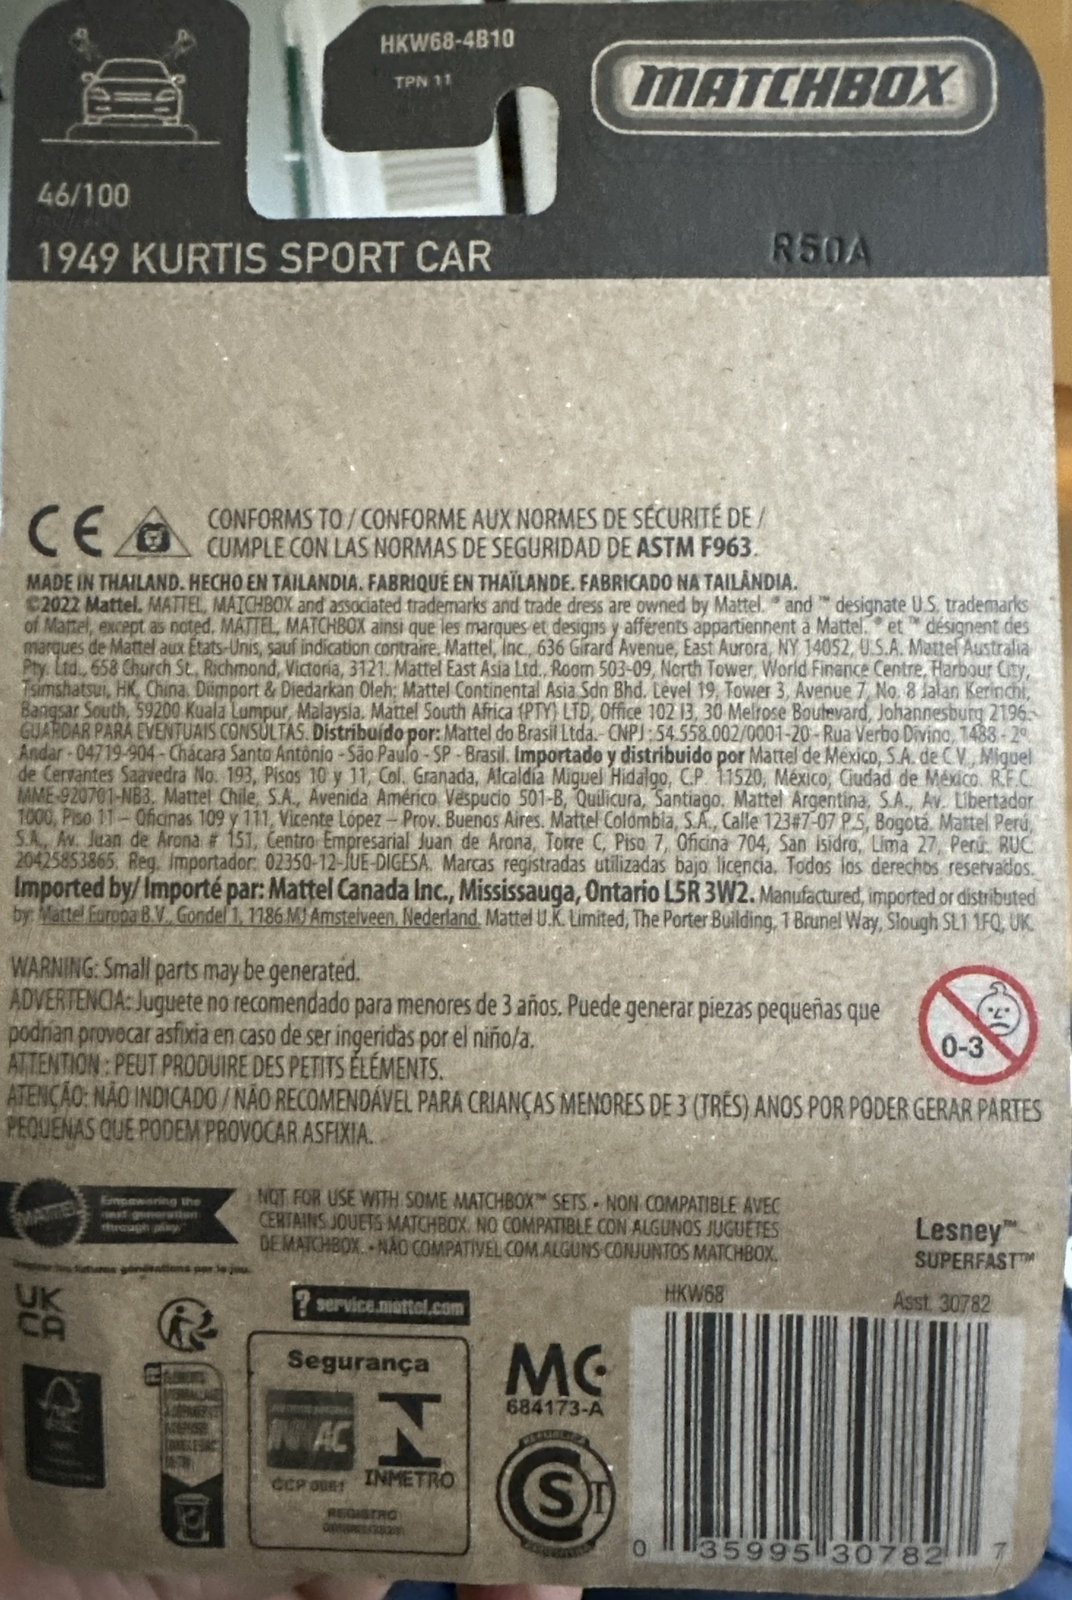 HKW68-4B10
TPN 11
MATCHBOX
46/100
1949 KURTIS SPORT CAR
R50A
CE
CONFORMS TO / CONFORME AUX NORMES DE SÉCURITÉ DE /
CUMPLE CON LAS NORMAS DE SEGURIDAD DE ASTM F963.
MADE IN THAILAND. HECHO EN TAILANDIA. FABRIQUÉ EN THAÏLANDE. FABRICADO NA TAILÂNDIA.
©2022 Mattel. MATTEL, MATCHBOX and associated trademarks and trade dress are owned by Mattel. ® and ™ designate U.S. trademarks
of Mattel, except as noted. MATTEL, MATCHBOX ainsi que les marques et designs y afférents appartiennent à Mattel. ® et ™ désignent des
marques de Mattel aux États-Unis, sauf indication contraire. Mattel, Inc., 636 Girard Avenue, East Aurora, NY 14052, U.S.A. Mattel Australia
Pty. Ltd., 658 Church St., Richmond, Victoria, 3121. Mattel East Asia Ltd., Room 503-09, North Tower, World Finance Centre, Harbour City,
Tsimshatsui, HK, China. Diimport & Diedarkan Oleh: Mattel Continental Asia Sdn Bhd. Level 19, Tower 3, Avenue 7, No. 8 Jalan Kerinchi,
Bangsar South, 59200 Kuala Lumpur, Malaysia. Mattel South Africa (PTY) LTD, Office 102 I3, 30 Melrose Boulevard, Johannesburg 2196.
GUARDAR PARA EVENTUAIS CONSULTAS. Distribuído por: Mattel do Brasil Ltda.- CNPJ : 54.558.002/0001-20 - Rua Verbo Divino, 1488 - 2º
Andar - 04719-904 - Chácara Santo Antônio - São Paulo - SP - Brasil. Importado y distribuido por Mattel de México, S.A. de C.V., Miguel
de Cervantes Saavedra No. 193, Pisos 10 y 11, Col. Granada, Alcaldía Miguel Hidalgo, C.P. 11520, México, Ciudad de México. R.F.C.
MME-920701-NB3. Mattel Chile, S.A., Avenida Américo Vespucio 501-B, Quilicura, Santiago. Mattel Argentina, S.A., Av. Libertador
1000, Piso 11 – Oficinas 109 y 111, Vicente López – Prov. Buenos Aires. Mattel Colombia, S.A., Calle 123#7-07 P.5, Bogotá. Mattel Perú,
S.A., Av. Juan de Arona # 151, Centro Empresarial Juan de Arona, Torre C, Piso 7, Oficina 704, San Isidro, Lima 27, Perú. RUC.
20425853865. Reg. Importador: 02350-12-JUE-DIGESA. Marcas registradas utilizadas bajo licencia. Todos los derechos reservados.
Imported by/ Importé par: Mattel Canada Inc., Mississauga, Ontario L5R 3W2. Manufactured, imported or distributed
by: Mattel Europa B.V., Gondel 1, 1186 MJ Amstelveen, Nederland. Mattel U.K. Limited, The Porter Building, 1 Brunel Way, Slough SL1 1FQ, UK.
WARNING: Small parts may be generated.
ADVERTENCIA: Juguete no recomendado para menores de 3 años. Puede generar piezas pequeñas que
podrían provocar asfixia en caso de ser ingeridas por el niño/a.
ATTENTION : PEUT PRODUIRE DES PETITS ÉLÉMENTS.
ATENÇÃO: NÃO INDICADO / NÃO RECOMENDÁVEL PARA CRIANÇAS MENORES DE 3 (TRÊS) ANOS POR PODER GERAR PARTES
PEQUENAS QUE PODEM PROVOCAR ASFIXIA.
0-3
MATTEL
Empowering the
next generation
through play.
les futures générations par le jeu.
NOT FOR USE WITH SOME MATCHBOX™ SETS. • NON COMPATIBLE AVEC
CERTAINS JOUETS MATCHBOX. NO COMPATIBLE CON ALGUNOS JUGUETES
DE MATCHBOX. • NÃO COMPATÍVEL COM ALGUNS CONJUNTOS MATCHBOX.
Lesney™
SUPERFAST™
UK
CA
? service.mattel.com
HKW68
Asst. 30782
Segurança
INNAC
INMETRO
REGISTRO
MC
684173-A
REPUBLICA
S
ARGENTINA
0 35995 30782 7